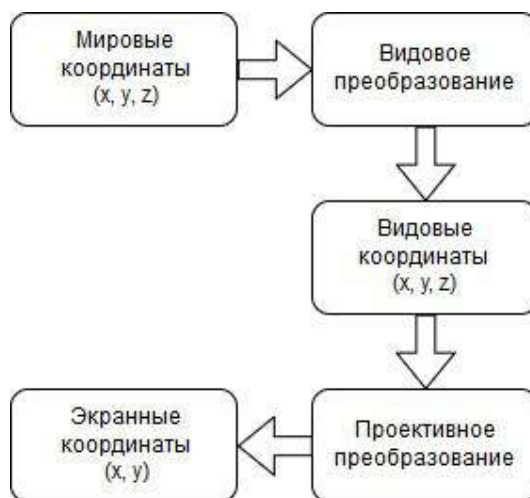 Мировые
координаты
(x, y, z)
Видовое
преобразование
Видовые
координаты
(x, y, z)
Проективное
преобразование
Экранные
координаты
(x, y)